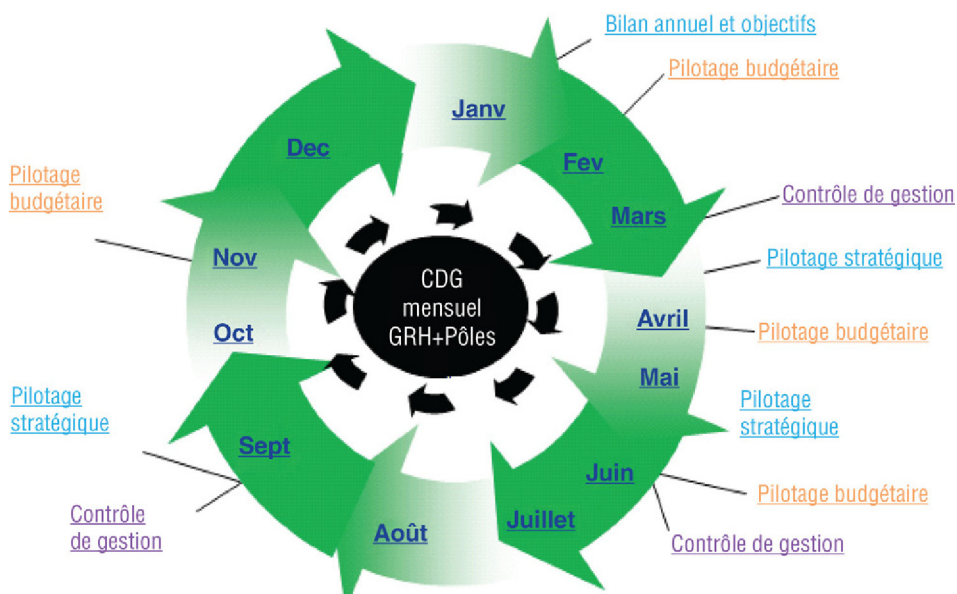 Bilan annuel et objectifs
Pilotage budgétaire
Contrôle de gestion
Pilotage stratégique
Pilotage budgétaire
Pilotage
stratégique
Pilotage budgétaire
Contrôle de gestion
Contrôle
de gestion
Pilotage
stratégique
Pilotage
budgétaire
Janv
Fev
Mars
Avril
Mai
Juin
Juillet
Août
Sept
Oct
Nov
Dec
CDG
mensuel
GRH+Pôles